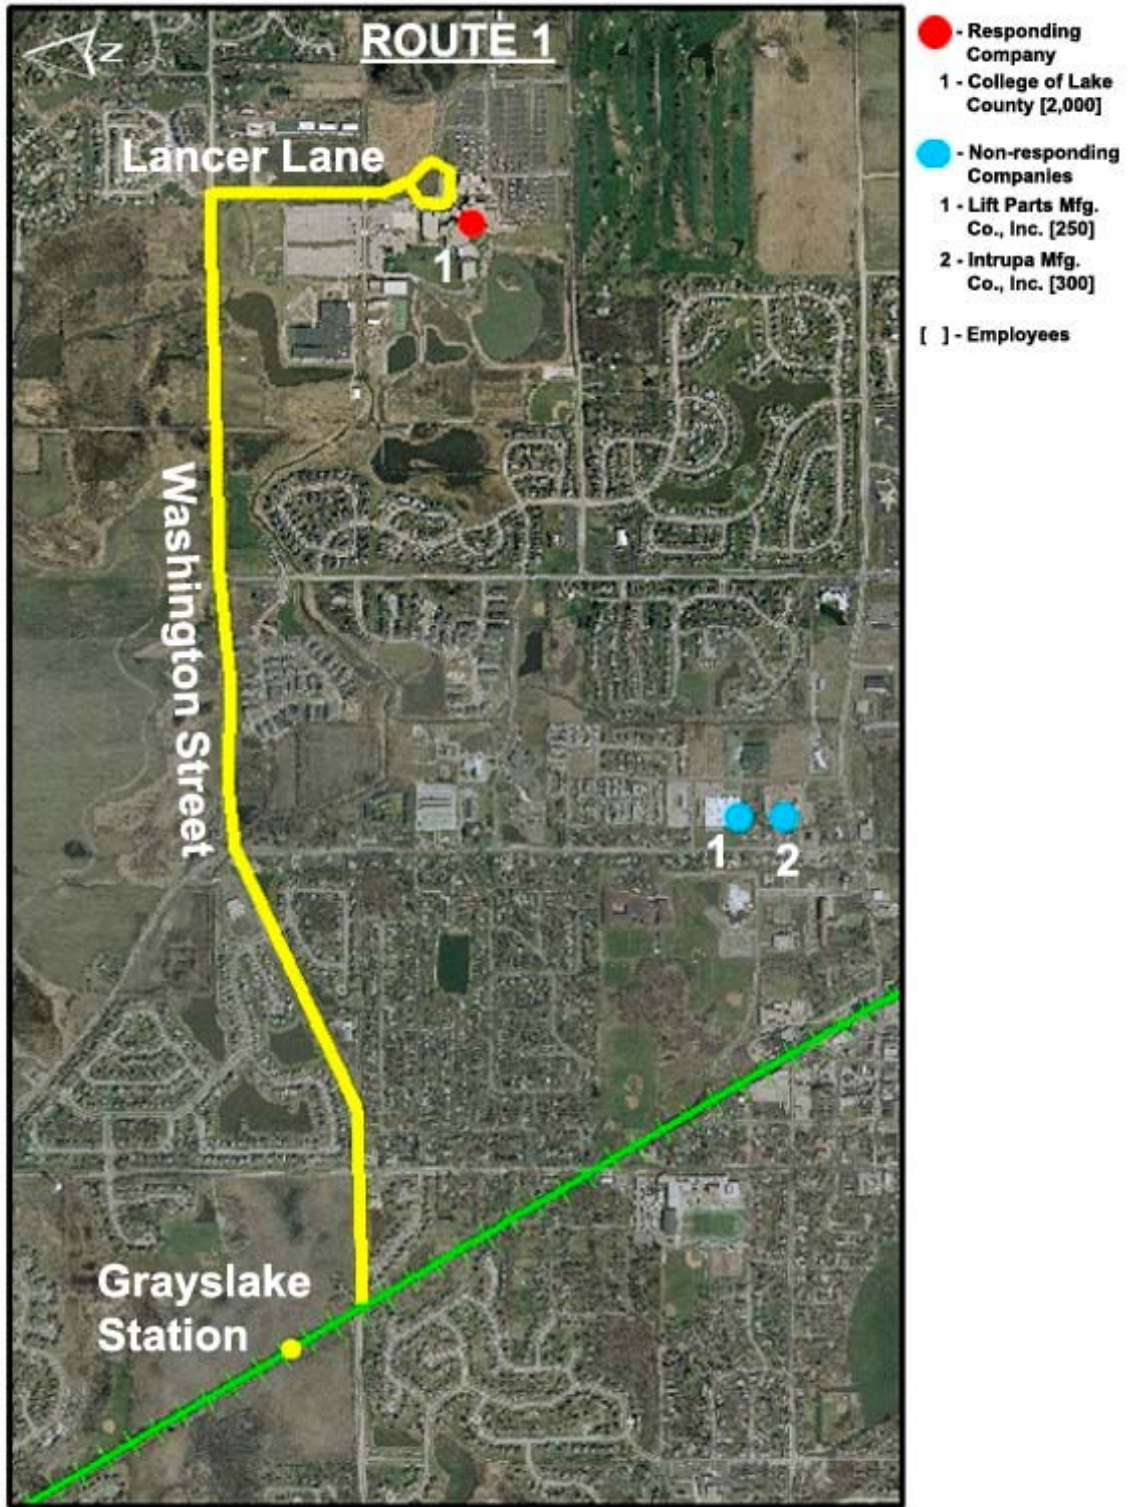 ROUTE 1
N
Lancer Lane
1
Washington Street
1
2
Grayslake
Station
- Responding
Company
1 - College of Lake
County [2,000]
- Non-responding
Companies
1 - Lift Parts Mfg.
Co., Inc. [250]
2 - Intrupa Mfg.
Co., Inc. [300]
[ ] - Employees